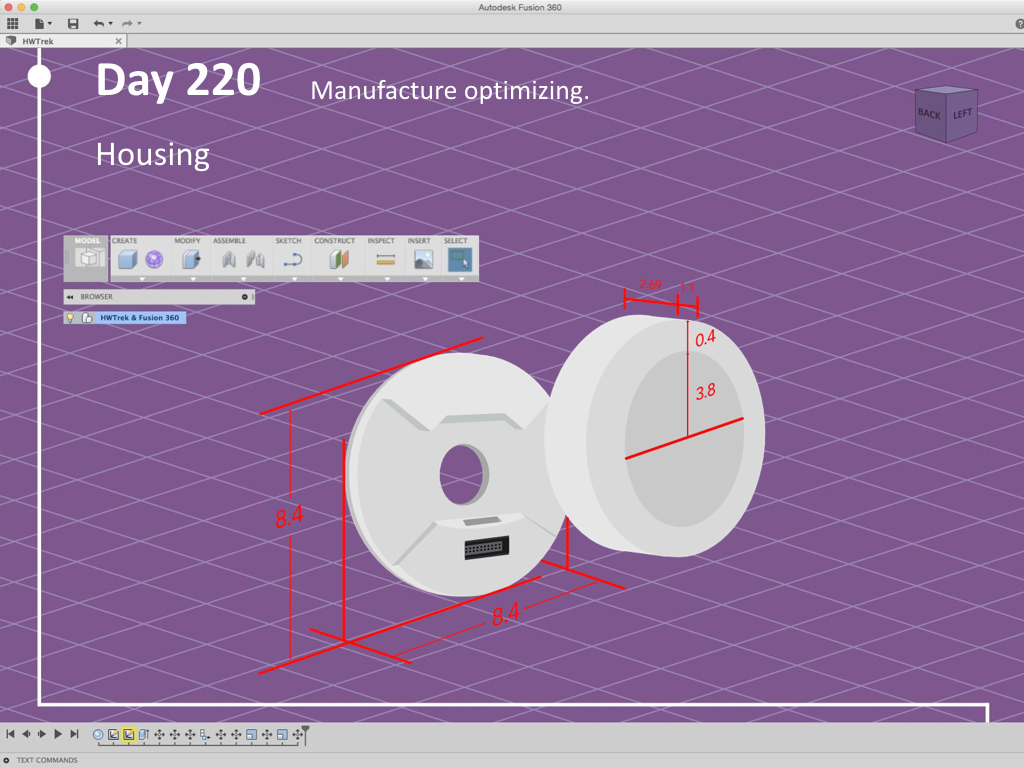 Autodesk Fusion 360
HWTrek
Day 220
Manufacture optimizing.
BACK
LEFT
Housing
MODEL
CREATE
MODIFY
ASSEMBLE
SKETCH
CONSTRUCT
INSPECT
INSERT
SELECT
BROWSER
HWTrek & Fusion 360
2.69
1.1
0.4
3.8
8.4
8.4
TEXT COMMANDS